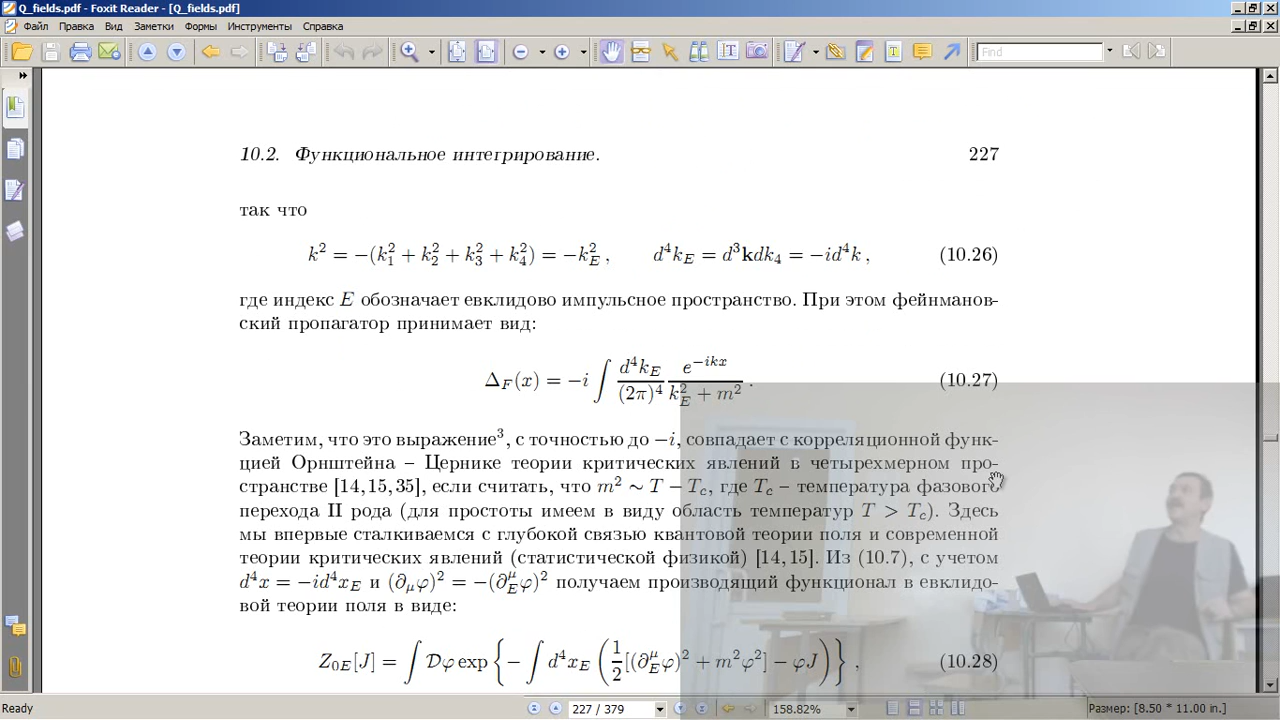 Q_fields.pdf - Foxit Reader - [Q_fields.pdf]
Файл Правка Вид Заметки Формы Инструменты Справка
Find
10.2. Функциональное интегрирование. 227
так что
k² = −(k₁² + k₂² + k₃² + k₄²) = −k_E² , d⁴k_E = d³𝐤dk₄ = −id⁴k , (10.26)
где индекс E обозначает евклидово импульсное пространство. При этом фейнманов-
ский пропагатор принимает вид:
Δ_F(x) = −i ∫ d⁴k_E/(2π)⁴ e^{−ikx}/(k_E² + m²) . (10.27)
Заметим, что это выражение³, с точностью до −i, совпадает с корреляционной функ-
цией Орнштейна – Цернике теории критических явлений в четырехмерном про-
странстве [14,15,35], если считать, что m² ∼ T − T_c, где T_c – температура фазового
перехода II рода (для простоты имеем в виду область температур T > T_c). Здесь
мы впервые сталкиваемся с глубокой связью квантовой теории поля и современной
теории критических явлений (статистической физикой) [14,15]. Из (10.7), с учетом
d⁴x = −id⁴x_E и (∂_μφ)² = −(∂_E^μφ)² получаем производящий функционал в евклидо-
вой теории поля в виде:
Z_{0E}[J] = ∫ 𝒟φ exp {− ∫ d⁴x_E (1/2[(∂_E^μφ)² + m²φ²] − φJ)} , (10.28)
Ready 227 / 379 158.82% Размер: [8.50 * 11.00 in.]